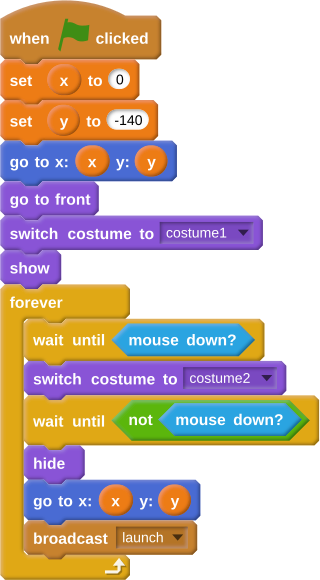 when clicked
set x to 0
set y to -140
go to x: x y: y
go to front
switch costume to costume1
show
forever
wait until mouse down?
switch costume to costume2
wait until not mouse down?
hide
go to x: x y: y
broadcast launch